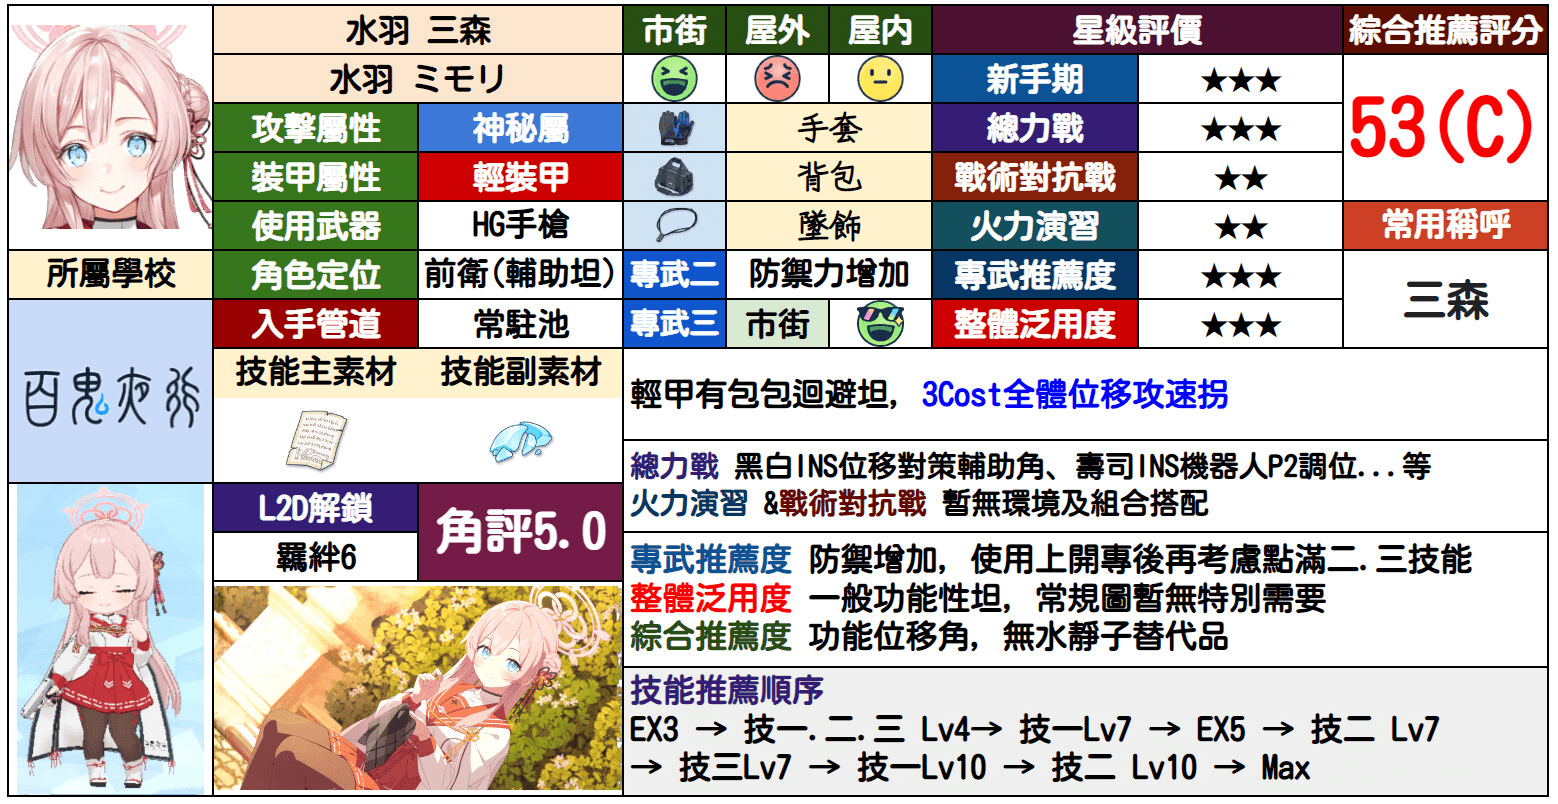 水羽 三森
水羽 ミモリ
市街
屋外
屋内
星級評價
綜合推薦評分
新手期
★★★
53(C)
攻擊屬性
神秘屬
手套
總力戰
★★★
裝甲屬性
輕裝甲
背包
戰術對抗戰
★★
使用武器
HG手槍
墜飾
火力演習
★★
常用稱呼
所屬學校
角色定位
前衛(輔助坦)
專武二
防禦力增加
專武推薦度
★★★
三森
入手管道
常駐池
專武三
市街
整體泛用度
★★★
百鬼夜行
技能主素材
技能副素材
輕甲有包包迴避坦, 3Cost全體位移攻速拐
總力戰 黑白INS位移對策輔助角、壽司INS機器人P2調位...等
火力演習 &戰術對抗戰 暫無環境及組合搭配
L2D解鎖
羈絆6
角評5.0
專武推薦度 防禦增加, 使用上開專後再考慮點滿二.三技能
整體泛用度 一般功能性坦, 常規圖暫無特別需要
綜合推薦度 功能位移角, 無水靜子替代品
技能推薦順序
EX3 → 技一.二.三 Lv4→ 技一Lv7 → EX5 → 技二 Lv7
→ 技三Lv7 → 技一Lv10 → 技二 Lv10 → Max